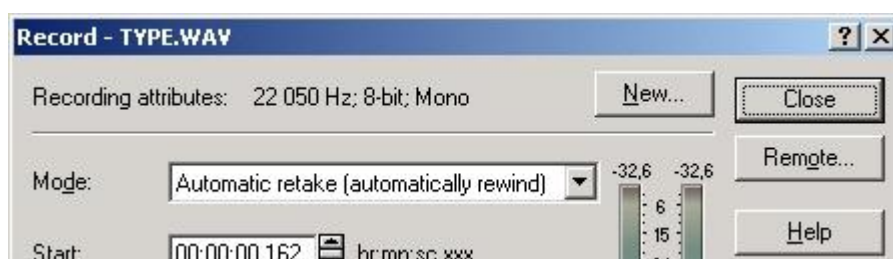 Record - TYPE.WAV
Recording attributes: 22 050 Hz; 8-bit; Mono
New...
Close
Remote...
Mode: Automatic retake (automatically rewind)
-32,6 -32,6
6
15
Help
Start: 00:00:00.162 hr:mn:sc.xxx